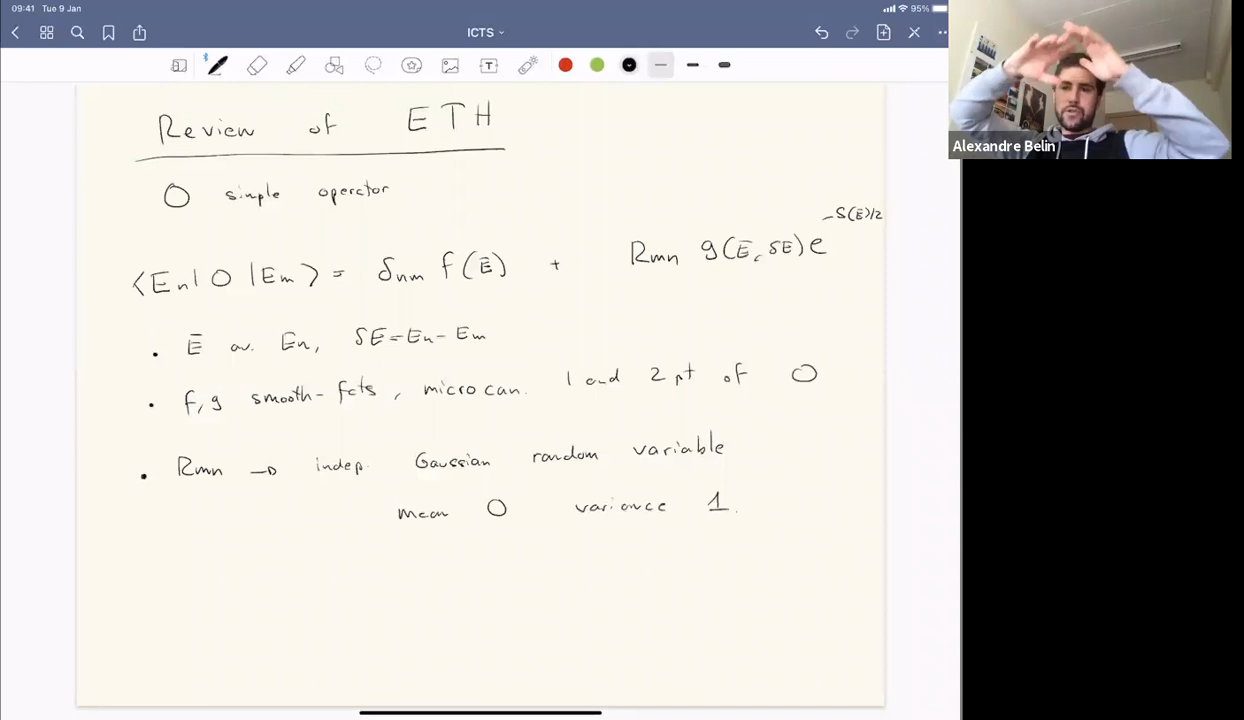 09:41 Tue 9 Jan
95%
ICTS
Alexandre Belin
Review of ETH
O simple operator
⟨En|O|Em⟩ = δnm f(Ē) + Rmn g(Ē, δE) e^-S(Ē)/2
• Ē av. En, δE = En - Em
• f,g smooth-fcts, microcan. 1 and 2 pt of O
• Rmn → indep. Gaussian random variable
mean 0 variance 1.